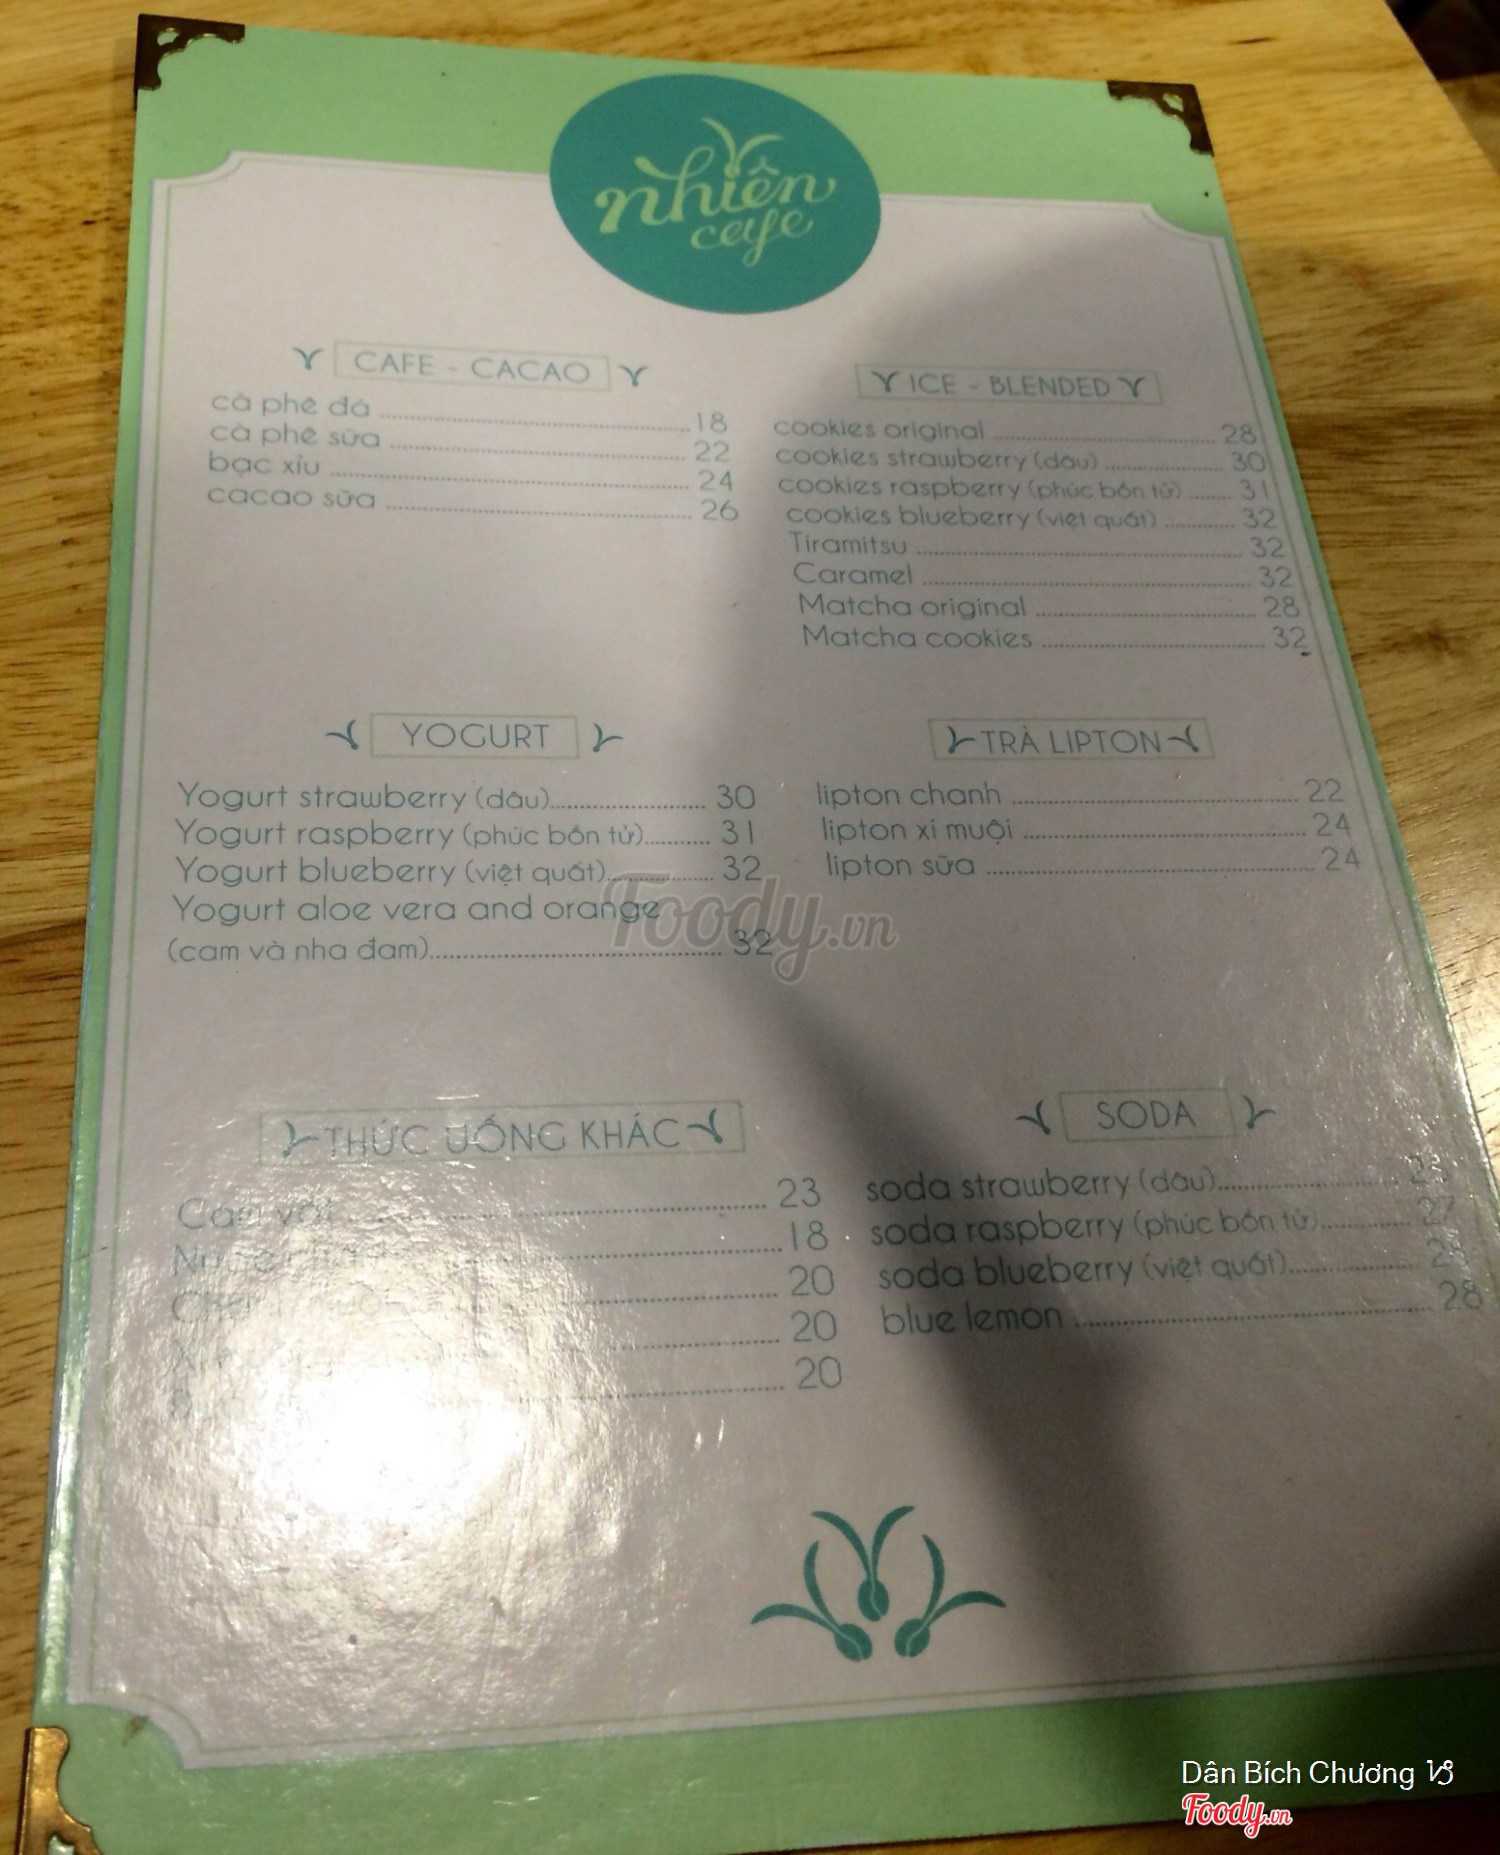 nhiên
cafe
CAFE - CACAO
cà phê đá 18
cà phê sữa 22
bạc xỉu 24
cacao sữa 26
ICE - BLENDED
cookies original 28
cookies strawberry (dâu) 30
cookies raspberry (phúc bồn tử) 31
cookies blueberry (việt quất) 32
Tiramitsu 32
Caramel 32
Matcha original 28
Matcha cookies 32
YOGURT
Yogurt strawberry (dâu) 30
Yogurt raspberry (phúc bồn tử) 31
Yogurt blueberry (việt quất) 32
Yogurt aloe vera and orange
(cam và nha đam) 32
TRÀ LIPTON
lipton chanh 22
lipton xí muội 24
lipton sữa 24
Foody.vn
THỨC UỐNG KHÁC
Cam vắt 23
18
20
20
20
SODA
soda strawberry (dâu)
soda raspberry (phúc bồn tử) 27
soda blueberry (việt quất)
blue lemon 28
Dân Bích Chương
Foody.vn